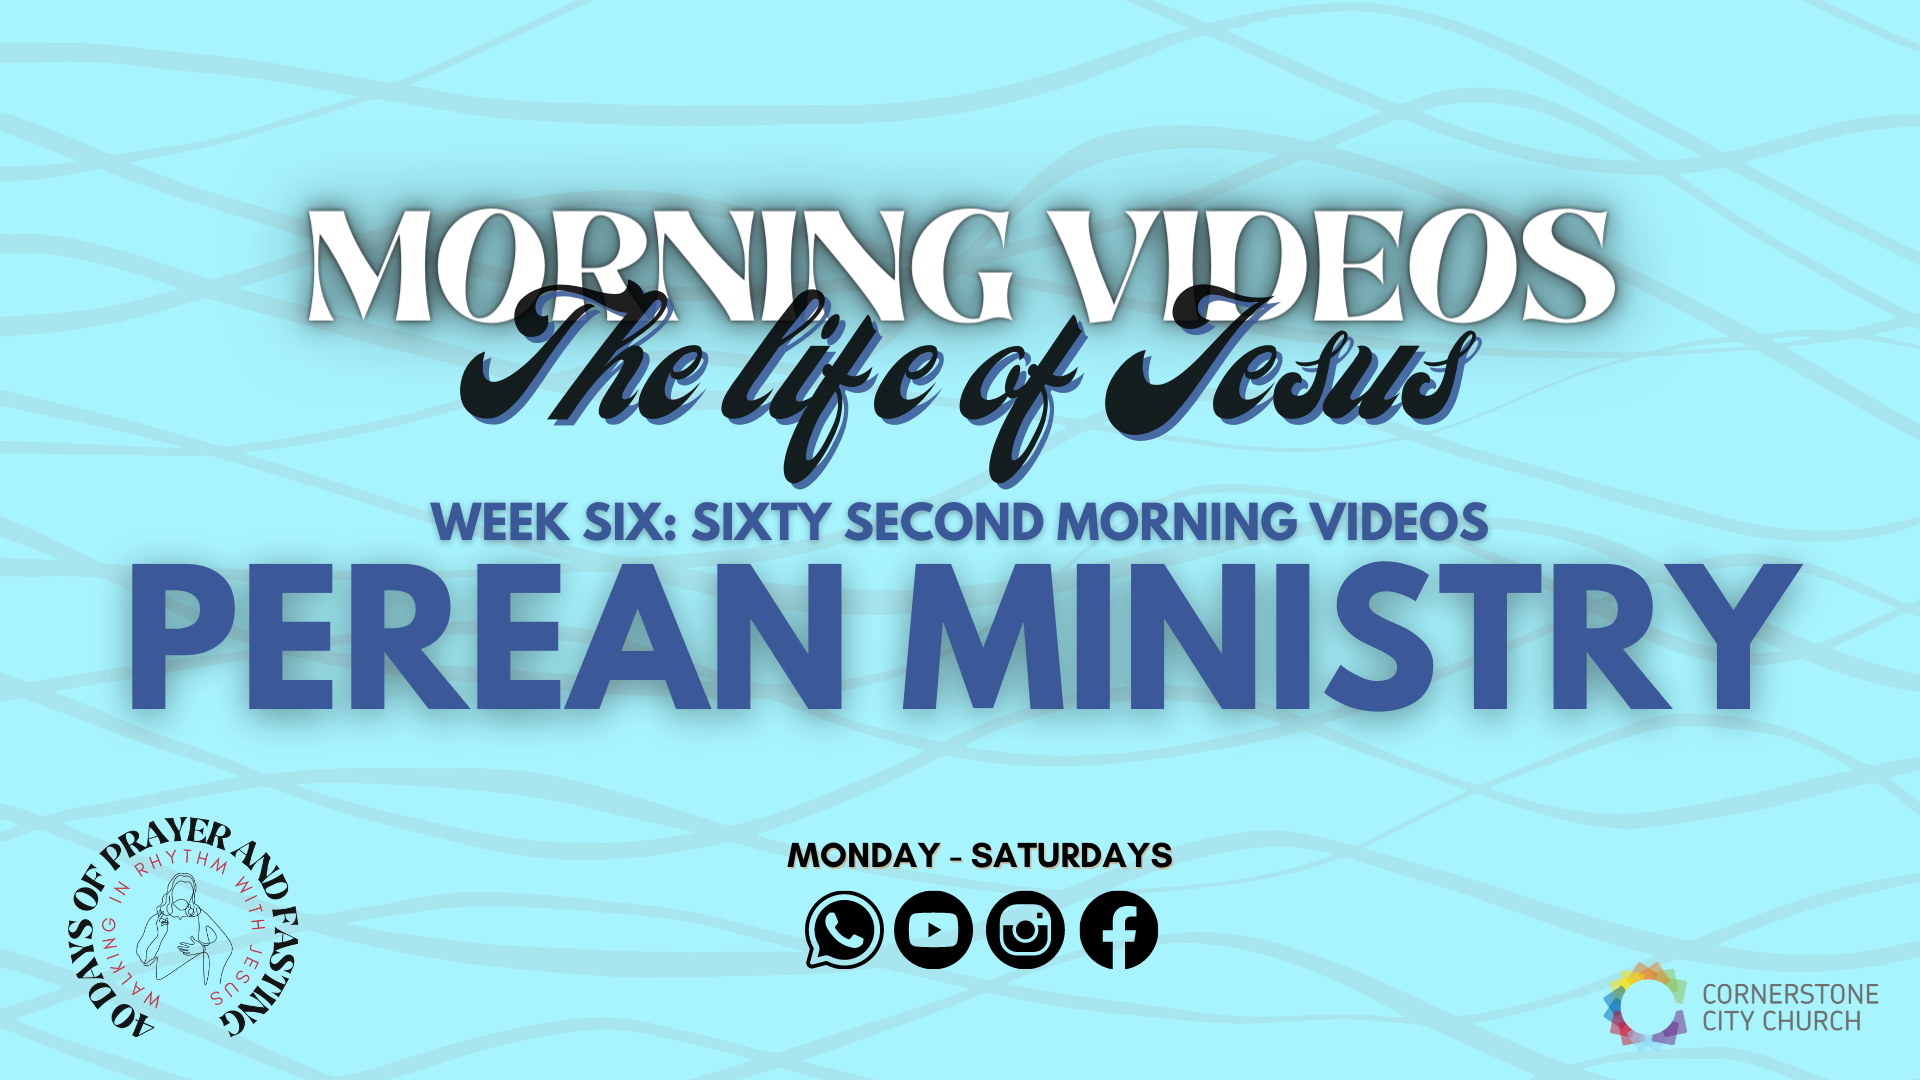 MORNING VIDEOS
The life of Jesus
WEEK SIX: SIXTY SECOND MORNING VIDEOS
PEREAN MINISTRY
MONDAY - SATURDAYS
40 DAYS OF PRAYER AND FASTING
WALKING IN RHYTHM WITH JESUS
CORNERSTONE
CITY CHURCH